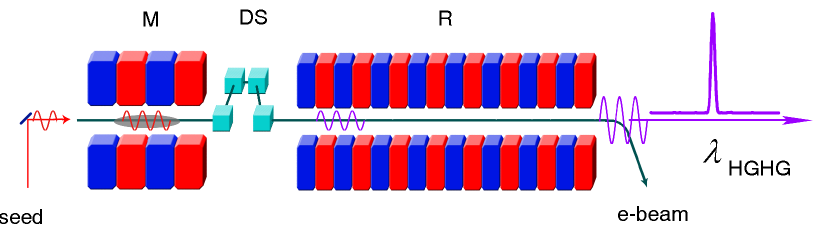 M
DS
R
λ HGHG
seed
e-beam